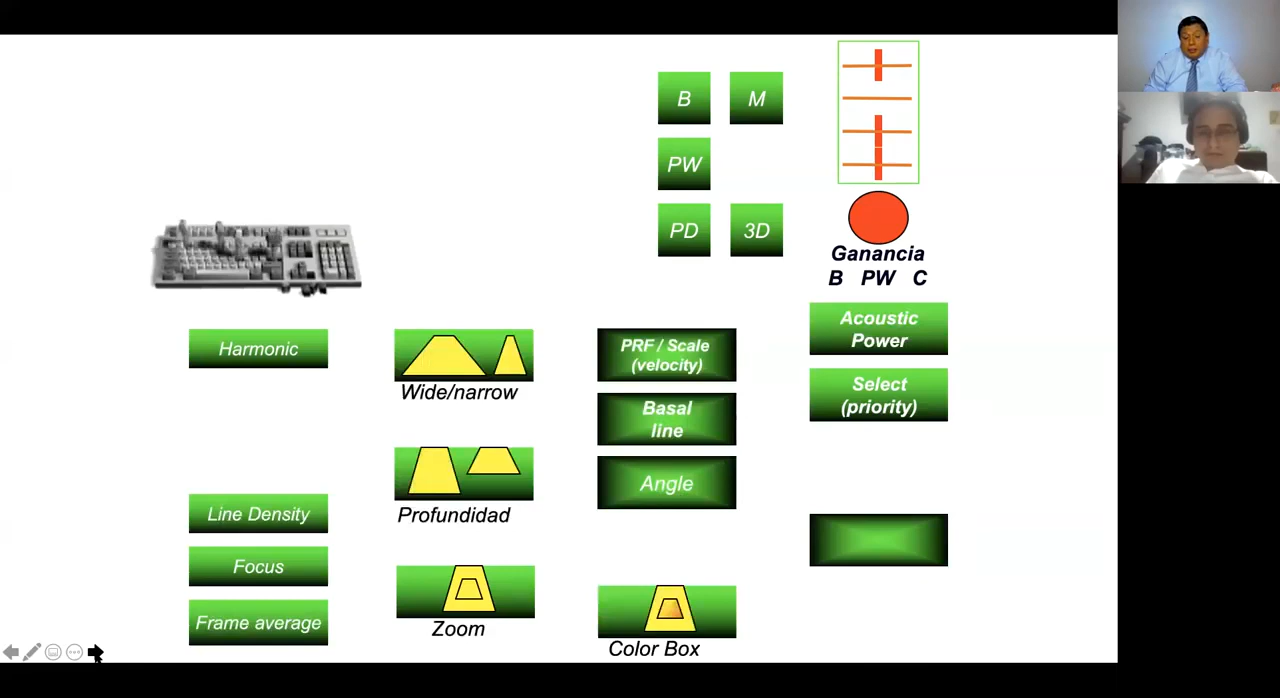 B M
PW
PD 3D
Ganancia
B PW C
Harmonic
Wide/narrow
PRF / Scale
(velocity)
Acoustic
Power
Basal
line
Select
(priority)
Profundidad
Angle
Line Density
Focus
Frame average
Zoom
Color Box